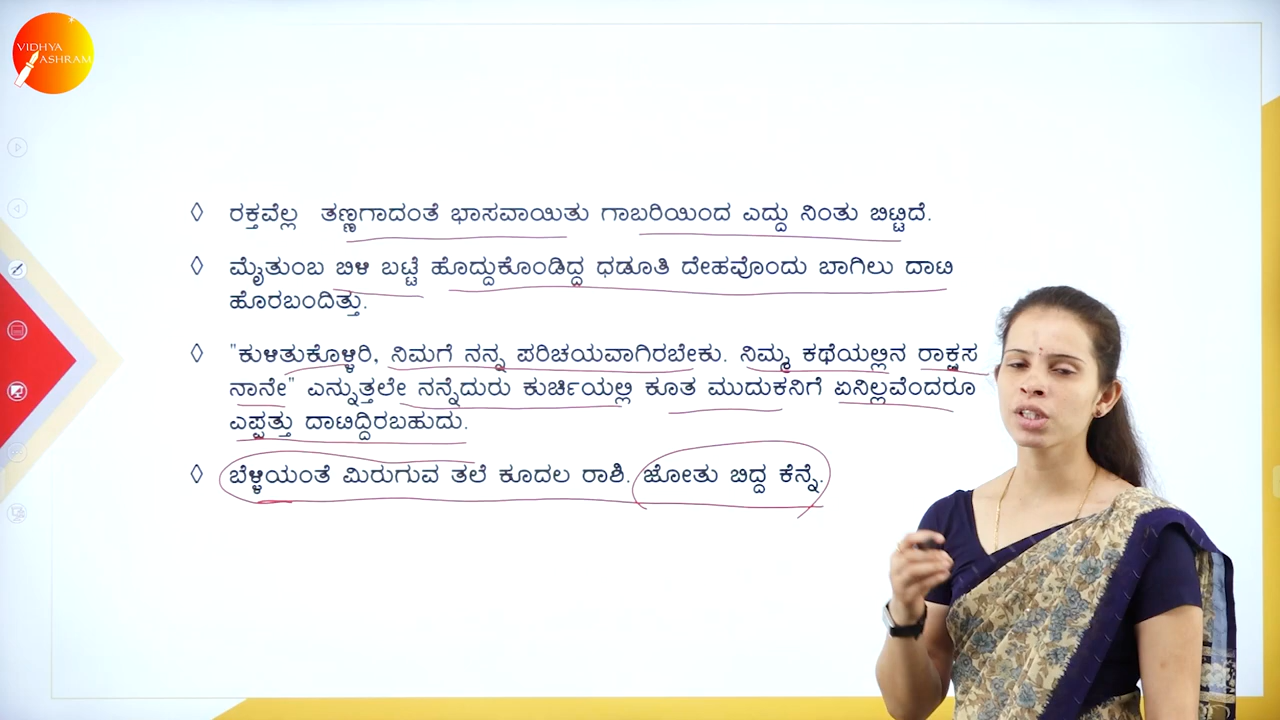 VIDHYA
ASHRAM
◊ ರಕ್ತವೆಲ್ಲ ತಣ್ಣಗಾದಂತೆ ಭಾಸವಾಯಿತು ಗಾಬರಿಯಿಂದ ಎದ್ದು ನಿಂತು ಬಿಟ್ಟಿದೆ.
◊ ಮೈತುಂಬ ಬಿಳಿ ಬಟ್ಟೆ ಹೊದ್ದುಕೊಂಡಿದ್ದ ಧಡೂತಿ ದೇಹವೊಂದು ಬಾಗಿಲು ದಾಟಿ
ಹೊರಬಂದಿತ್ತು.
◊ "ಕುಳಿತುಕೊಳ್ಳರಿ, ನಿಮಗೆ ನನ್ನ ಪರಿಚಯವಾಗಿರಬೇಕು. ನಿಮ್ಮ ಕಥೆಯಲ್ಲಿನ ರಾಕ್ಷಸ
ನಾನೇ" ಎನ್ನುತ್ತಲೇ ನನ್ನೆದುರು ಕುರ್ಚಿಯಲ್ಲಿ ಕೂತ ಮುದುಕನಿಗೆ ಏನಿಲ್ಲವೆಂದರೂ
ಎಪ್ಪತ್ತು ದಾಟಿದ್ದಿರಬಹುದು.
◊ ಬೆಳ್ಳಿಯಂತೆ ಮಿರುಗುವ ತಲೆ ಕೂದಲ ರಾಶಿ. ಜೋತು ಬಿದ್ದ ಕೆನ್ನೆ.